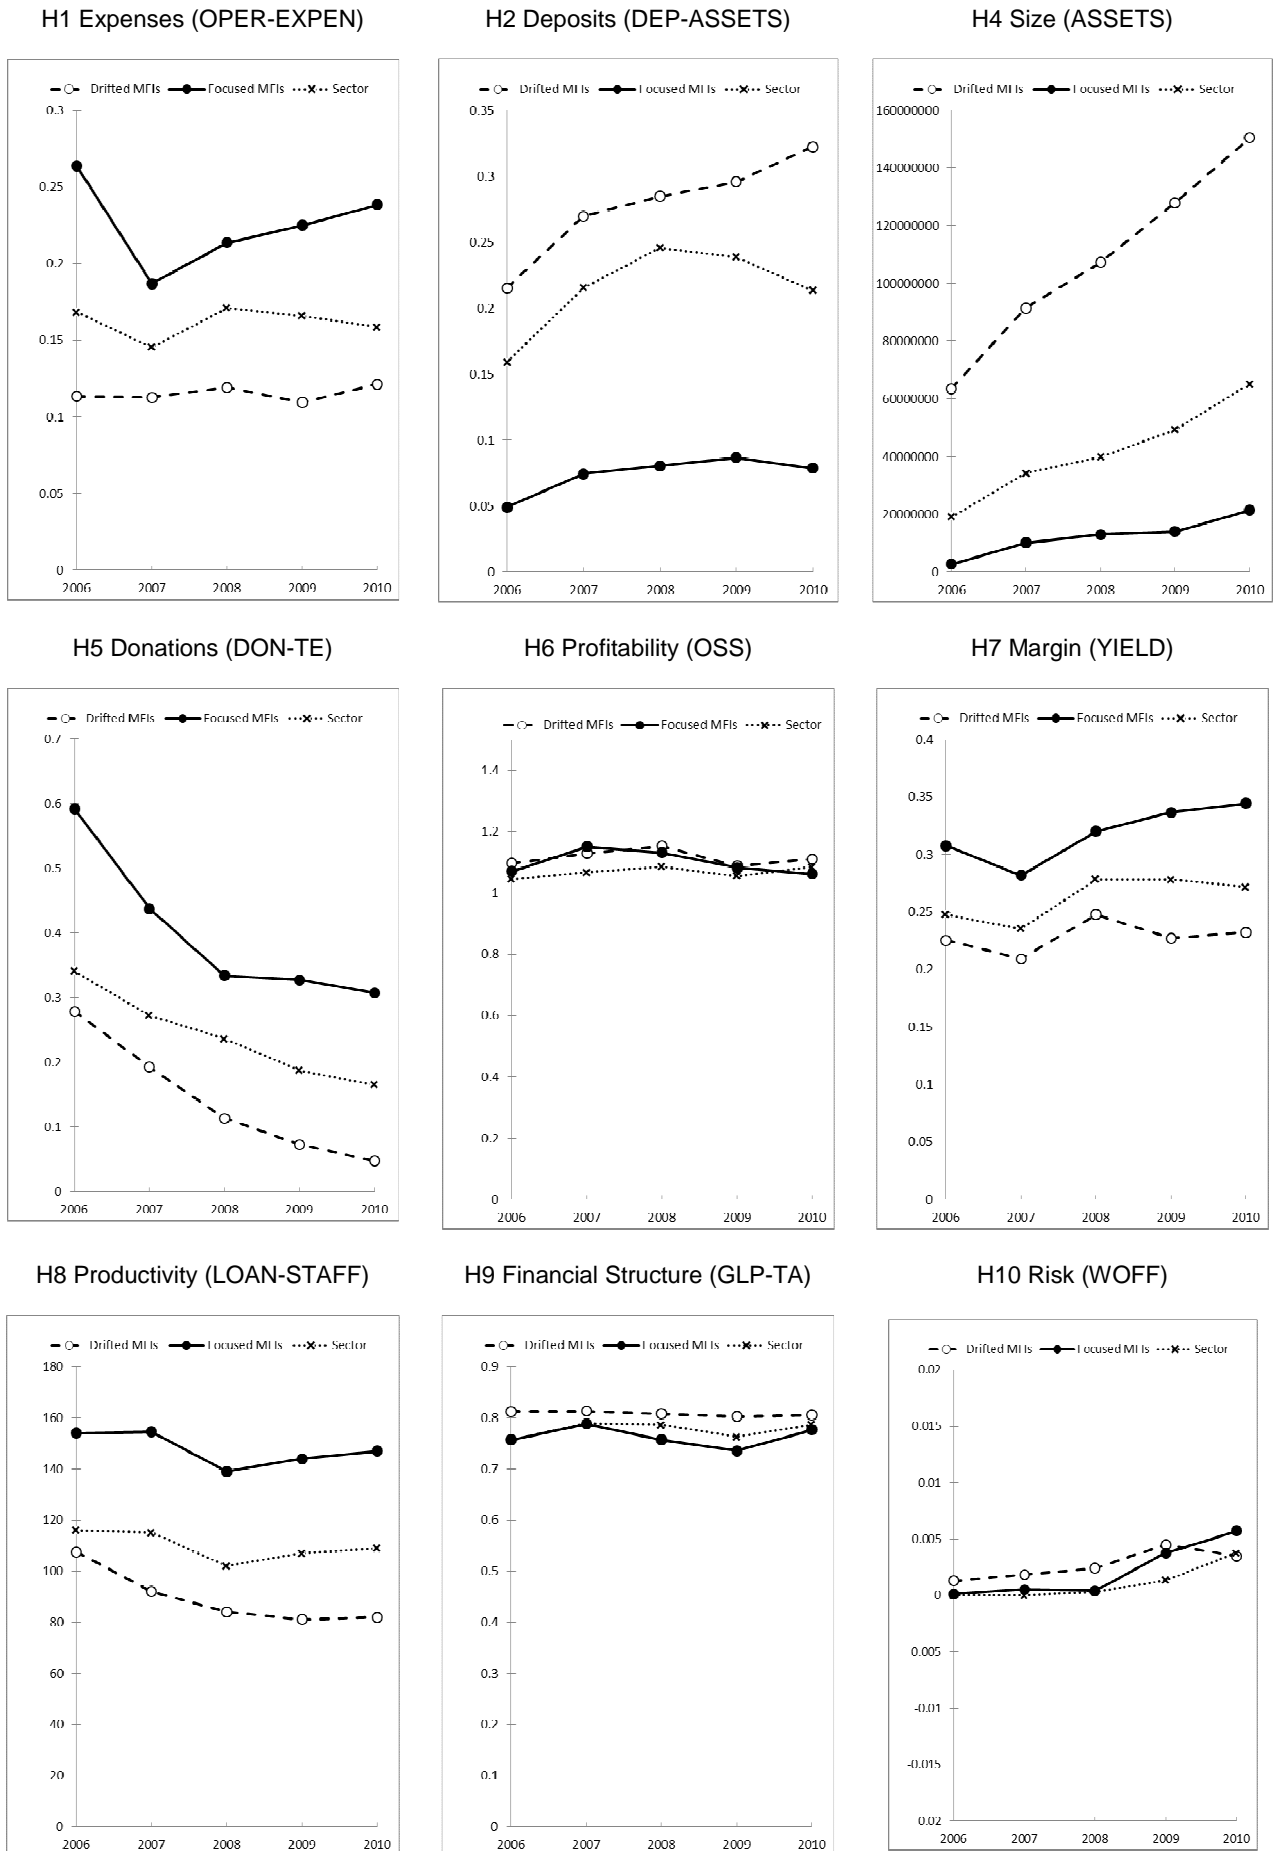 H1 Expenses (OPER-EXPEN)
Drifted MFIs Focused MFIs Sector
0.3
0.25
0.2
0.15
0.1
0.05
0
2006 2007 2008 2009 2010
H2 Deposits (DEP-ASSETS)
Drifted MFIs Focused MFIs Sector
0.35
0.3
0.25
0.2
0.15
0.1
0.05
0
2006 2007 2008 2009 2010
H4 Size (ASSETS)
Drifted MFIs Focused MFIs Sector
160000000
140000000
120000000
100000000
80000000
60000000
40000000
20000000
0
2006 2007 2008 2009 2010
H5 Donations (DON-TE)
Drifted MFIs Focused MFIs Sector
0.7
0.6
0.5
0.4
0.3
0.2
0.1
0
2006 2007 2008 2009 2010
H6 Profitability (OSS)
Drifted MFIs Focused MFIs Sector
1.4
1.2
1
0.8
0.6
0.4
0.2
0
2006 2007 2008 2009 2010
H7 Margin (YIELD)
Drifted MFIs Focused MFIs Sector
0.4
0.35
0.3
0.25
0.2
0.15
0.1
0.05
0
2006 2007 2008 2009 2010
H8 Productivity (LOAN-STAFF)
Drifted MFIs Focused MFIs Sector
180
160
140
120
100
80
60
40
20
0
2006 2007 2008 2009 2010
H9 Financial Structure (GLP-TA)
Drifted MFIs Focused MFIs Sector
0.9
0.8
0.7
0.6
0.5
0.4
0.3
0.2
0.1
0
2006 2007 2008 2009 2010
H10 Risk (WOFF)
Drifted MFIs Focused MFIs Sector
0.02
0.015
0.01
0.005
0
0.005
-0.01
-0.015
0.02
2006 2007 2008 2009 2010